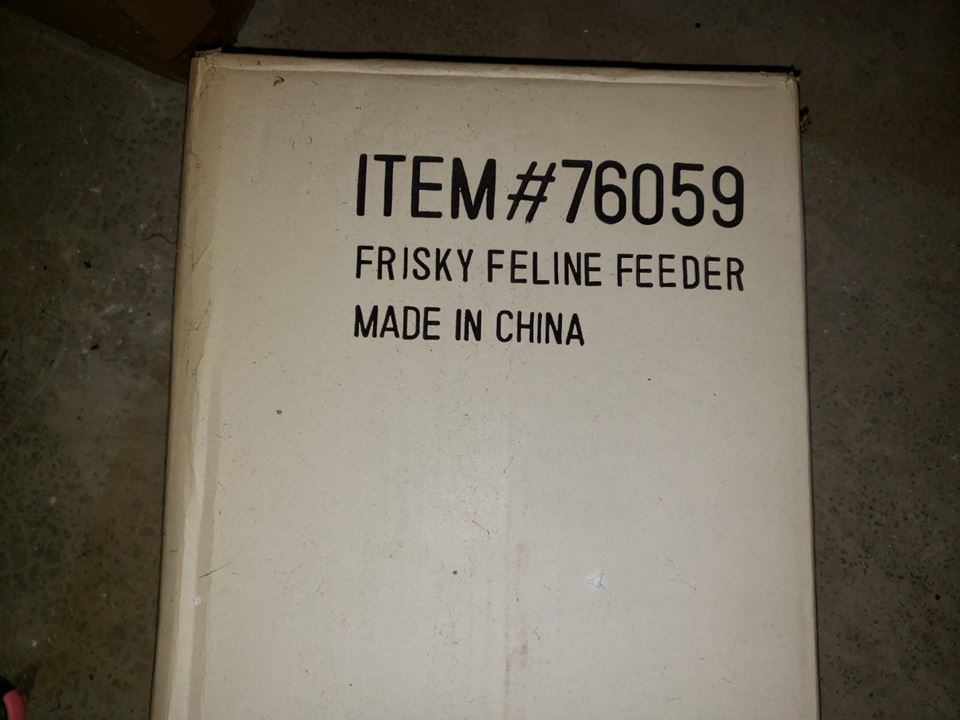 ITEM #76059
FRISKY FELINE FEEDER
MADE IN CHINA